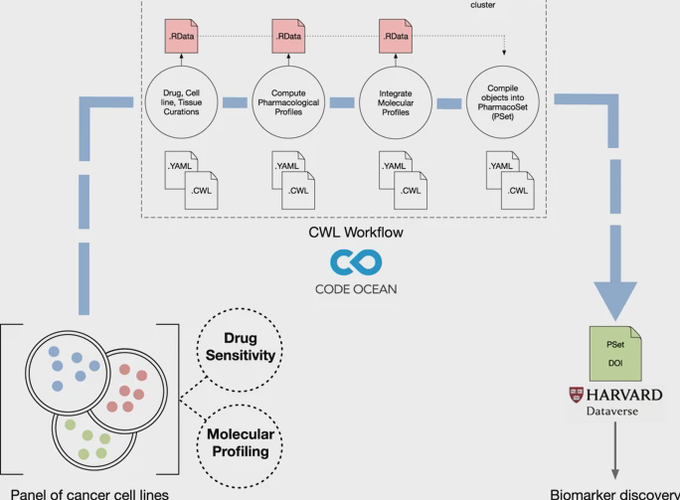 cluster
.RData
.RData
.RData
Drug, Cell
line, Tissue
Curations
Compute
Pharmacological
Profiles
Integrate
Molecular
Profiles
Compile
objects into
PharmacoSet
(PSet)
.YAML
.CWL
.YAML
.CWL
.YAML
.CWL
.YAML
.CWL
CWL Workflow
CODE OCEAN
Drug
Sensitivity
Molecular
Profiling
Panel of cancer cell lines
PSet
DOI
HARVARD
Dataverse
Biomarker discovery